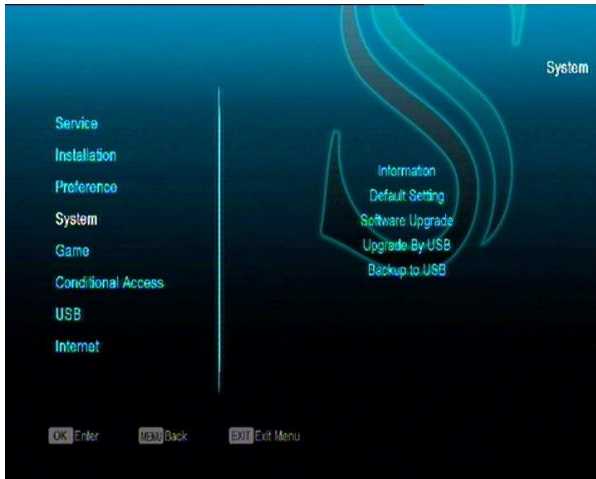 System
Service
Installation
Preference
System
Game
Conditional Access
USB
Internet
Information
Default Setting
Software Upgrade
Upgrade By USB
Backup to USB
OK Enter MENU Back EXIT Exit Menu